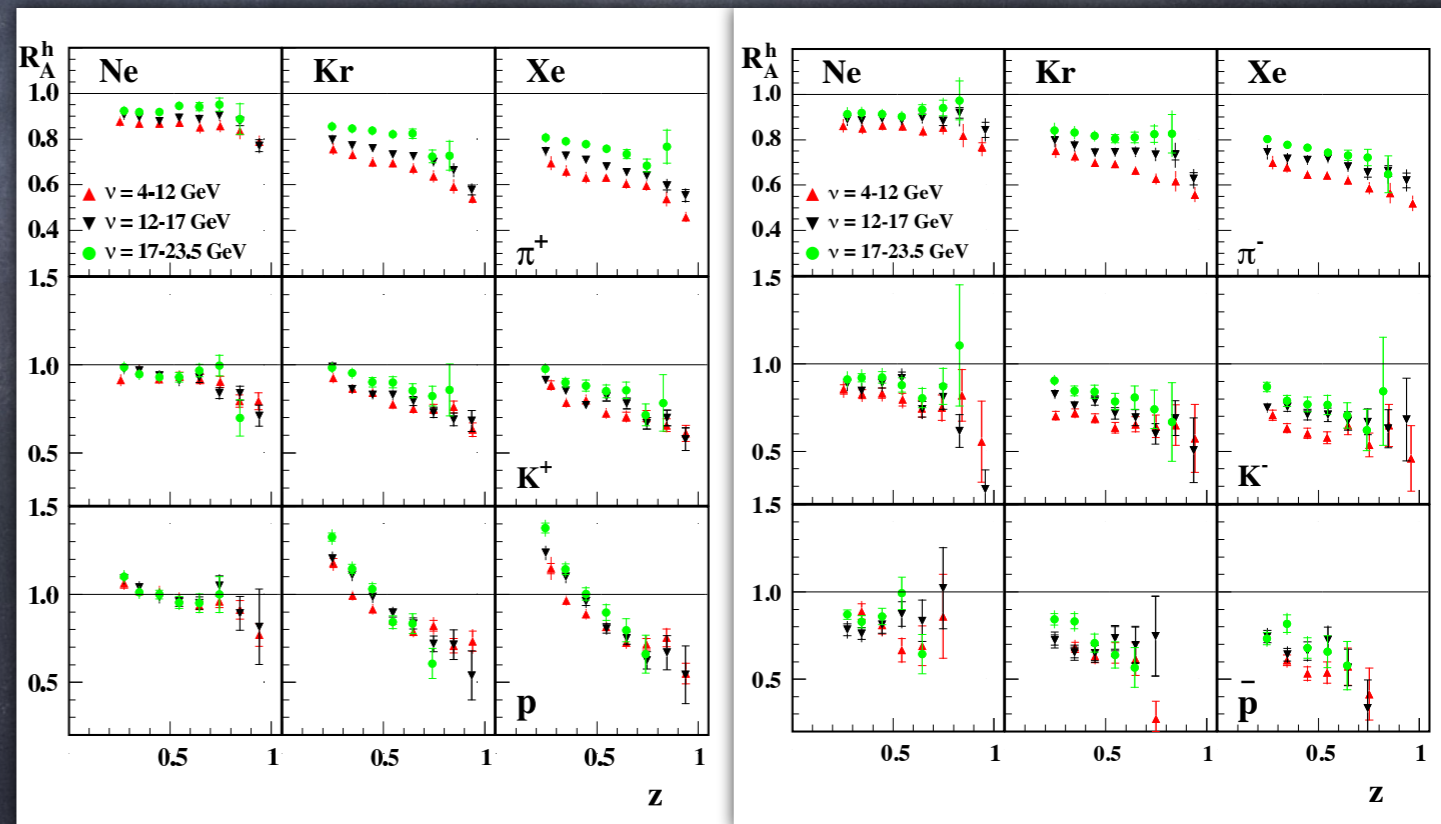 R_A^h
Ne
Kr
Xe
1.0
0.8
0.6
0.4
ν = 4-12 GeV
ν = 12-17 GeV
ν = 17-23.5 GeV
π⁺
1.5
1.0
0.5
K⁺
1.5
1.0
0.5
p
0.5
0.5
1
0.5
1
z
R_A^h
Ne
Kr
Xe
1.0
0.8
0.6
0.4
ν = 4-12 GeV
ν = 12-17 GeV
ν = 17-23.5 GeV
π⁻
1.5
1.0
0.5
K⁻
1.5
1.0
0.5
p̄
0.5
1
0.5
1
0.5
1
z